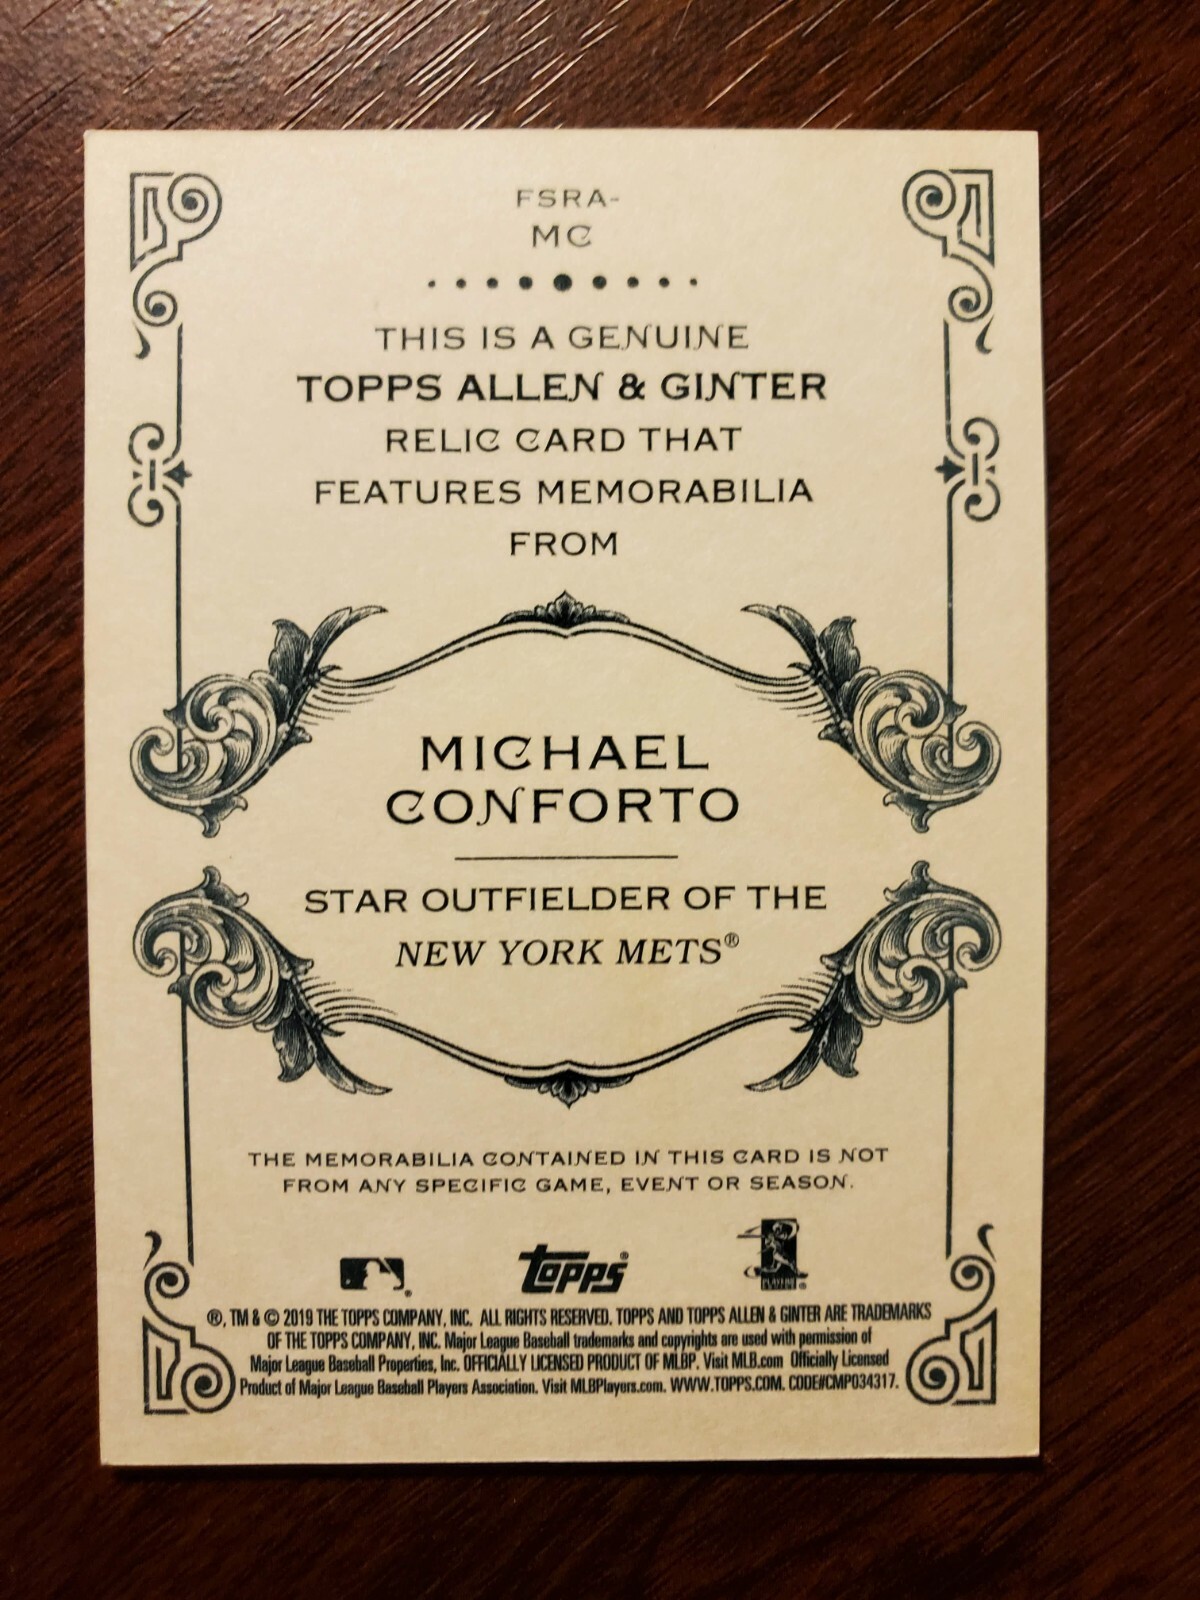 FSRA-
MC
THIS IS A GENUINE
TOPPS ALLEN & GINTER
RELIC CARD THAT
FEATURES MEMORABILIA
FROM
MICHAEL
CONFORTO
STAR OUTFIELDER OF THE
NEW YORK METS®
THE MEMORABILIA CONTAINED IN THIS CARD IS NOT
FROM ANY SPECIFIC GAME, EVENT OR SEASON.
topps®
®, TM & © 2019 THE TOPPS COMPANY, INC. ALL RIGHTS RESERVED. TOPPS AND TOPPS ALLEN & GINTER ARE TRADEMARKS
OF THE TOPPS COMPANY, INC. Major League Baseball trademarks and copyrights are used with permission of
Major League Baseball Properties, Inc. OFFICIALLY LICENSED PRODUCT OF MLBP. Visit MLB.com Officially Licensed
Product of Major League Baseball Players Association. Visit MLBPlayers.com. WWW.TOPPS.COM. CODE#CMP034317.